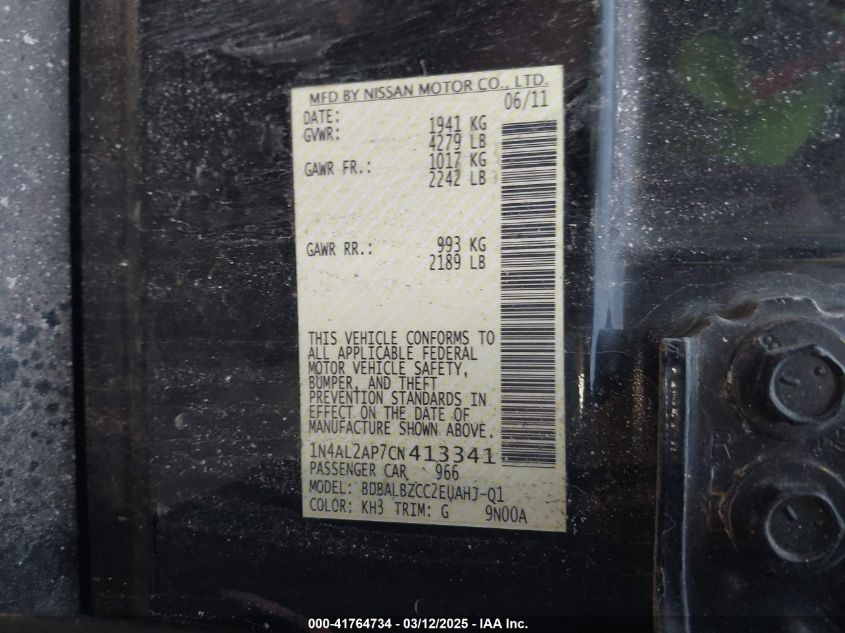 MFD BY NISSAN MOTOR CO., LTD.
DATE: 06/11
GVWR: 1941 KG
4279 LB
GAWR FR.: 1017 KG
2242 LB
GAWR RR.: 993 KG
2189 LB
THIS VEHICLE CONFORMS TO
ALL APPLICABLE FEDERAL
MOTOR VEHICLE SAFETY,
BUMPER, AND THEFT
PREVENTION STANDARDS IN
EFFECT ON THE DATE OF
MANUFACTURE SHOWN ABOVE.
1N4AL2AP7CN413341
PASSENGER CAR 966
MODEL: BDBALBZCC2EUAHJ-Q1
COLOR: KH3 TRIM: G 9N00A
R
000-41764734 - 03/12/2025 - IAA Inc.